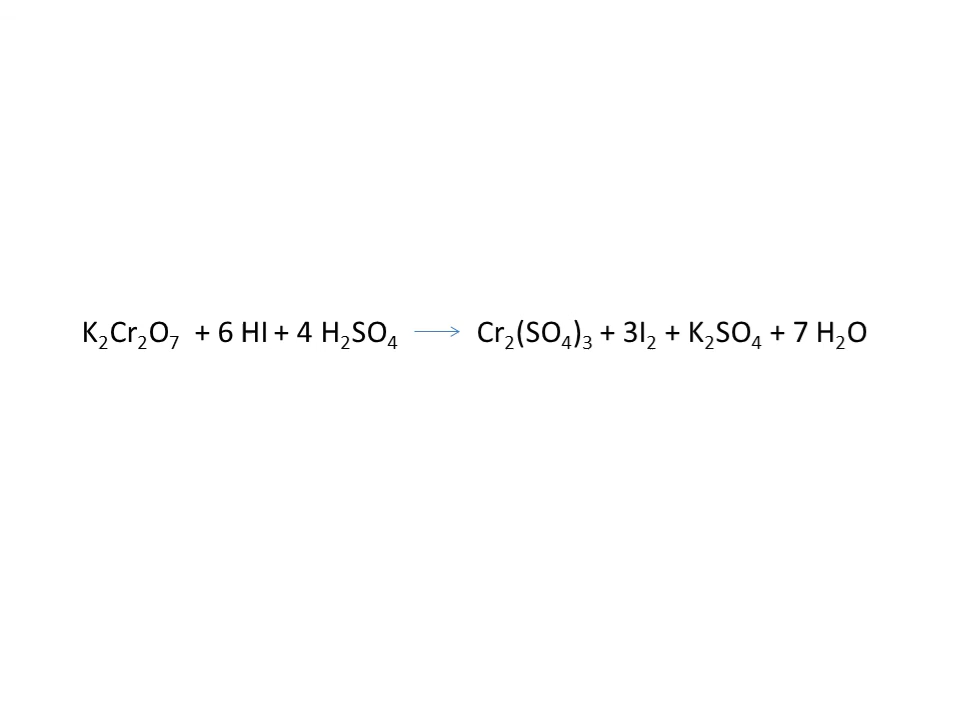 K₂Cr₂O₇ + 6 HI + 4 H₂SO₄ ⟶ Cr₂(SO₄)₃ + 3I₂ + K₂SO₄ + 7 H₂O